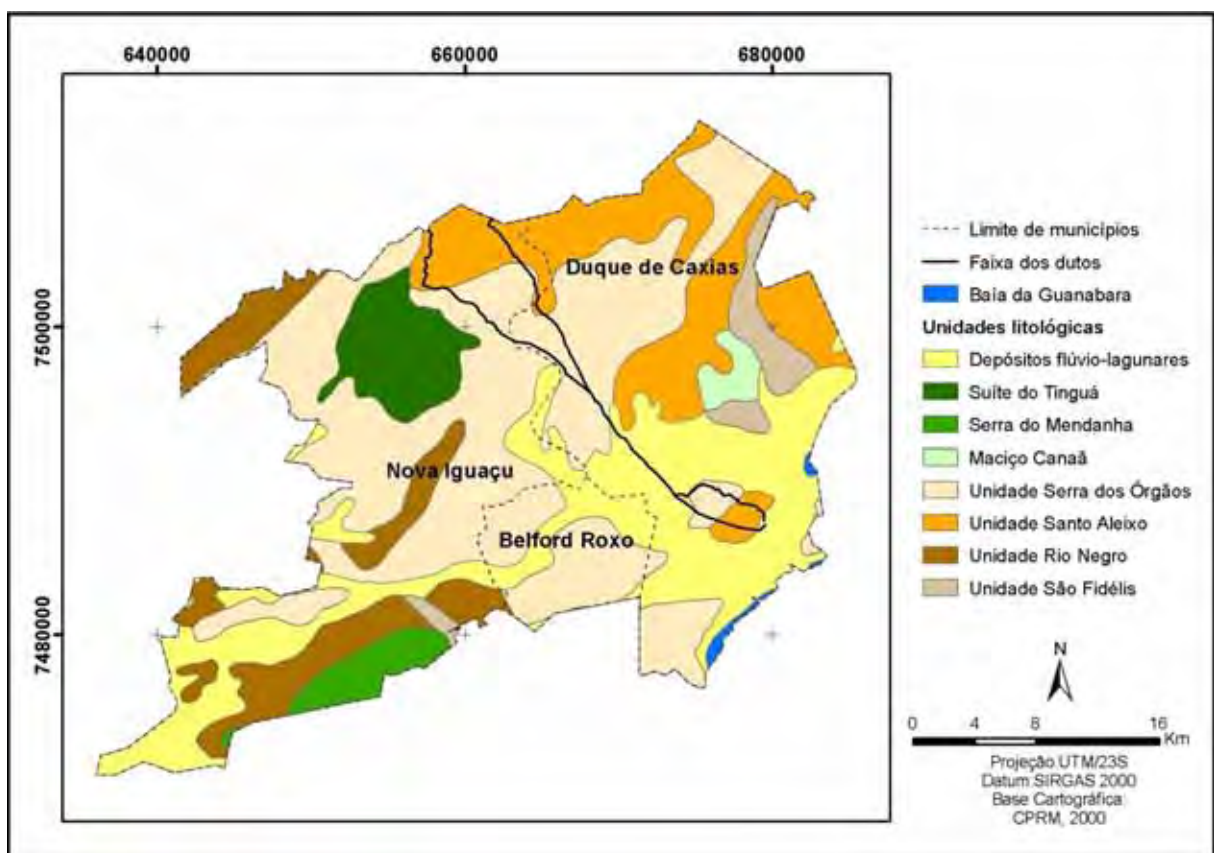 640000
660000
680000
7500000
7480000
Duque de Caxias
Nova Iguaçu
Belford Roxo
Limite de municípios
Faixa dos dutos
Baía da Guanabara
Unidades litológicas
Depósitos flúvio-lagunares
Suíte do Tinguá
Serra do Mendanha
Maciço Canaã
Unidade Serra dos Órgãos
Unidade Santo Aleixo
Unidade Rio Negro
Unidade São Fidélis
N
0 4 8 16
Km
Projeção UTM/23S
Datum SIRGAS 2000
Base Cartográfica
CPRM, 2000